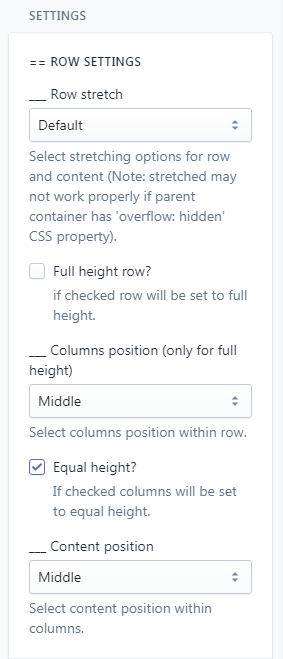 SETTINGS
== ROW SETTINGS
___ Row stretch
Default
Select stretching options for row
and content (Note: stretched may
not work properly if parent
container has 'overflow: hidden'
CSS property).
Full height row?
if checked row will be set to full
height.
___ Columns position (only for full
height)
Middle
Select columns position within row.
Equal height?
If checked columns will be set
to equal height.
___ Content position
Middle
Select content position within
columns.